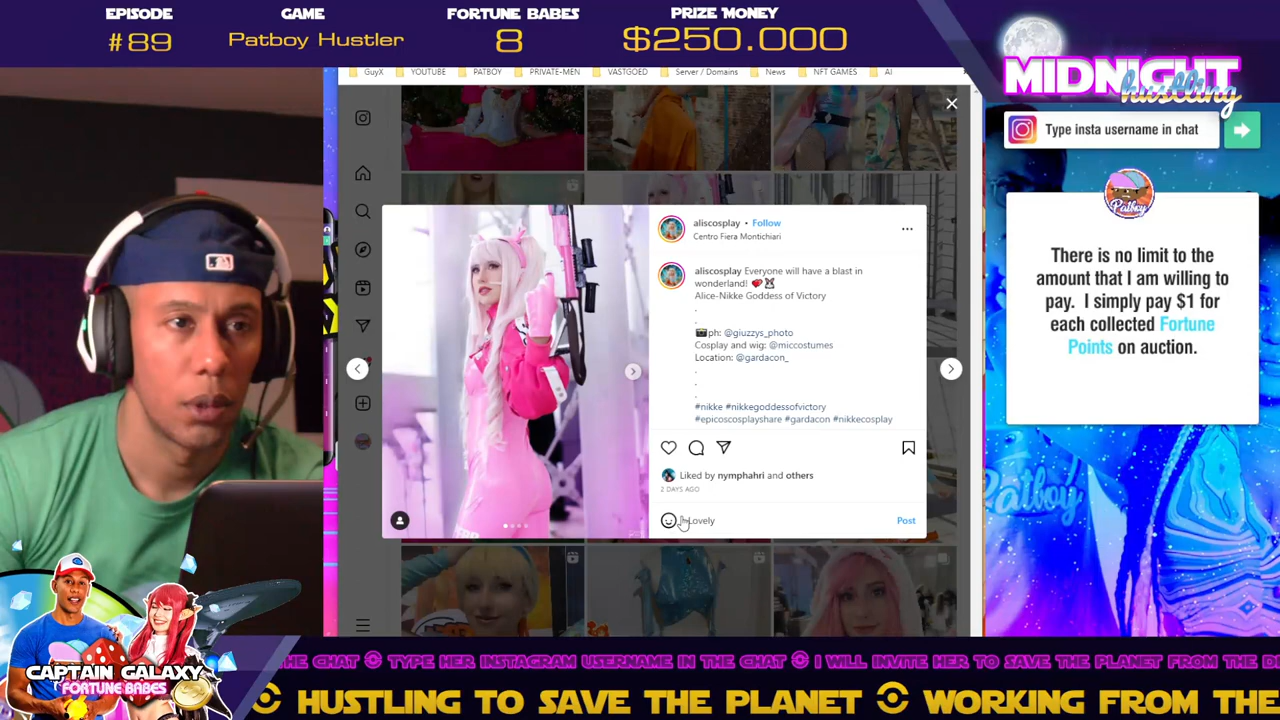 EPISODE
#89
GAME
Patboy Hustler
FORTUNE BABES
8
PRIZE MONEY
$250.000
MIDNIGHT
hustling
GuyX
YOUTUBE
PATBOY
PRIVATE-MEN
VASTGOED
Server / Domains
News
NFT GAMES
AI
Type insta username in chat
Patboy
There is no limit to the
amount that I am willing to
pay. I simply pay $1 for
each collected Fortune
Points on auction.
aliscosplay • Follow
Centro Fiera Montichiari
aliscosplay Everyone will have a blast in
wonderland!
Alice-Nikke Goddess of Victory
.
.
ph: @giuzzys_photo
Cosplay and wig: @miccostumes
Location: @gardacon_
.
.
.
#nikke #nikkegoddessofvictory
#epicoscosplayshare #gardacon #nikkecosplay
Liked by nymphahri and others
2 DAYS AGO
Lovely
Post
Patboy
CAPTAIN GALAXY
FORTUNE BABES
THE CHAT TYPE HER INSTAGRAM USERNAME IN THE CHAT I WILL INVITE HER TO SAVE THE PLANET FROM THE
HUSTLING TO SAVE THE PLANET WORKING FROM THE